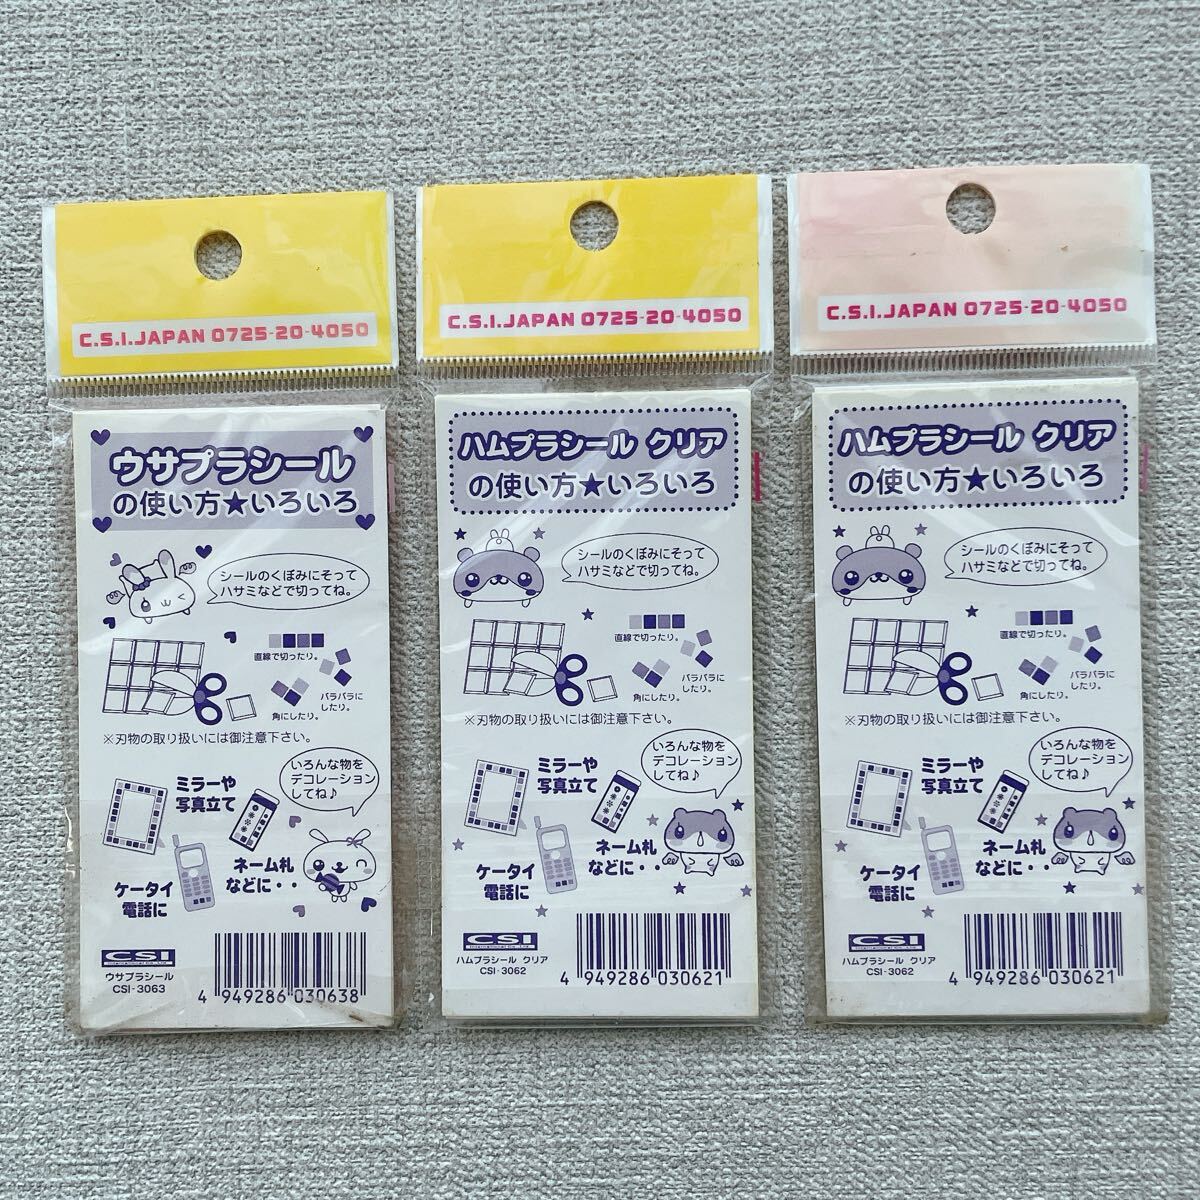 C.S.I.JAPAN 0725-20-4050
ウサプラシール
の使い方★いろいろ
シールのくぼみにそって
ハサミなどで切ってね。
直線で切ったり。
バラバラに
したり。
角にしたり。
※刃物の取り扱いには御注意下さい。
いろんな物を
デコレーション
してね♪
ミラーや
写真立て
ネーム札
などに・・
ケータイ
電話に
CSI
ウサプラシール
CSI-3063
4 949286 030638
C.S.I.JAPAN 0725-20-4050
ハムプラシール クリア
の使い方★いろいろ
シールのくぼみにそって
ハサミなどで切ってね。
直線で切ったり。
バラバラに
したり。
角にしたり。
※刃物の取り扱いには御注意下さい。
いろんな物を
デコレーション
してね♪
ミラーや
写真立て
ネーム札
などに・・
ケータイ
電話に
CSI
ハムプラシール クリア
CSI-3062
4 949286 030621
C.S.I.JAPAN 0725-20-4050
ハムプラシール クリア
の使い方★いろいろ
シールのくぼみにそって
ハサミなどで切ってね。
直線で切ったり。
バラバラに
したり。
角にしたり。
※刃物の取り扱いには御注意下さい。
いろんな物を
デコレーション
してね♪
ミラーや
写真立て
ネーム札
などに・・
ケータイ
電話に
CSI
ハムプラシール クリア
CSI-3062
4 949286 030621